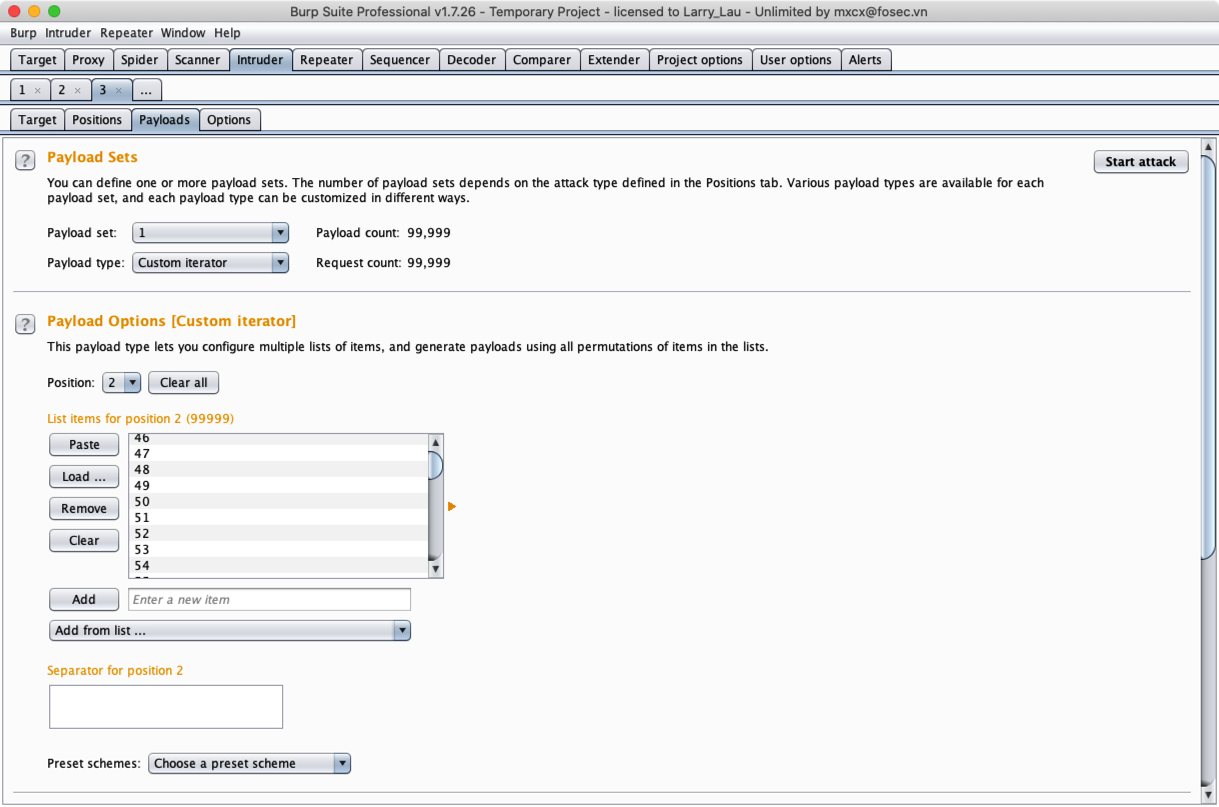 Burp Suite Professional v1.7.26 - Temporary Project - licensed to Larry_Lau - Unlimited by mxcx@fosec.vn
Burp Intruder Repeater Window Help
Target Proxy Spider Scanner Intruder Repeater Sequencer Decoder Comparer Extender Project options User options Alerts
1 × 2 × 3 × ...
Target Positions Payloads Options
? Payload Sets
Start attack
You can define one or more payload sets. The number of payload sets depends on the attack type defined in the Positions tab. Various payload types are available for each
payload set, and each payload type can be customized in different ways.
Payload set: 1 Payload count: 99,999
Payload type: Custom iterator Request count: 99,999
? Payload Options [Custom iterator]
This payload type lets you configure multiple lists of items, and generate payloads using all permutations of items in the lists.
Position: 2 Clear all
List items for position 2 (99999)
Paste
Load ...
Remove
Clear
46
47
48
49
50
51
52
53
54
Add Enter a new item
Add from list ...
Separator for position 2
Preset schemes: Choose a preset scheme